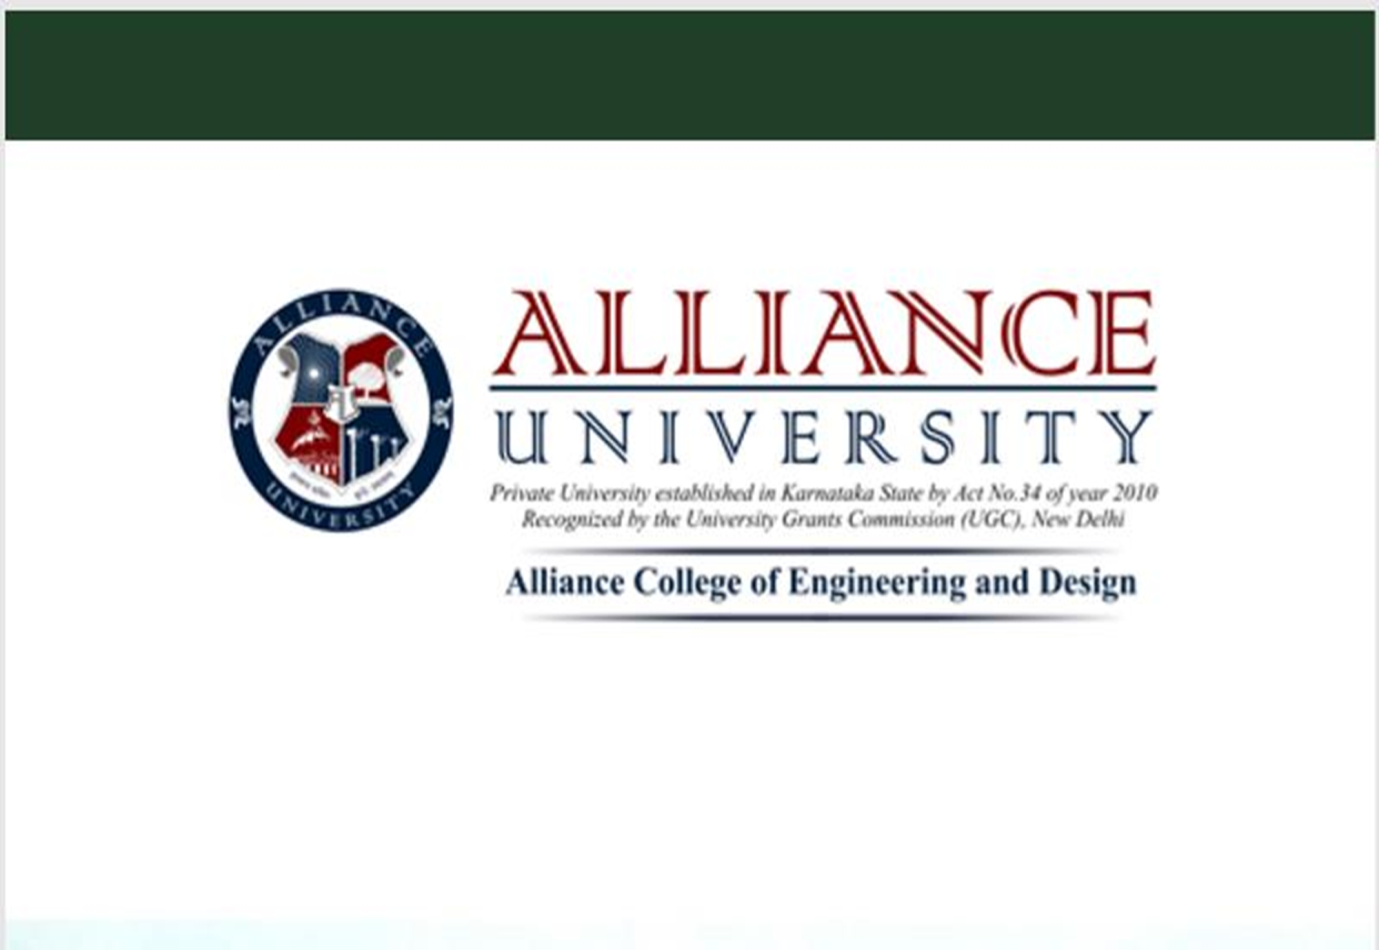 ALLIANCE
UNIVERSITY
ALLIANCE
UNIVERSITY
Private University established in Karnataka State by Act No.34 of year 2010
Recognized by the University Grants Commission (UGC), New Delhi
Alliance College of Engineering and Design